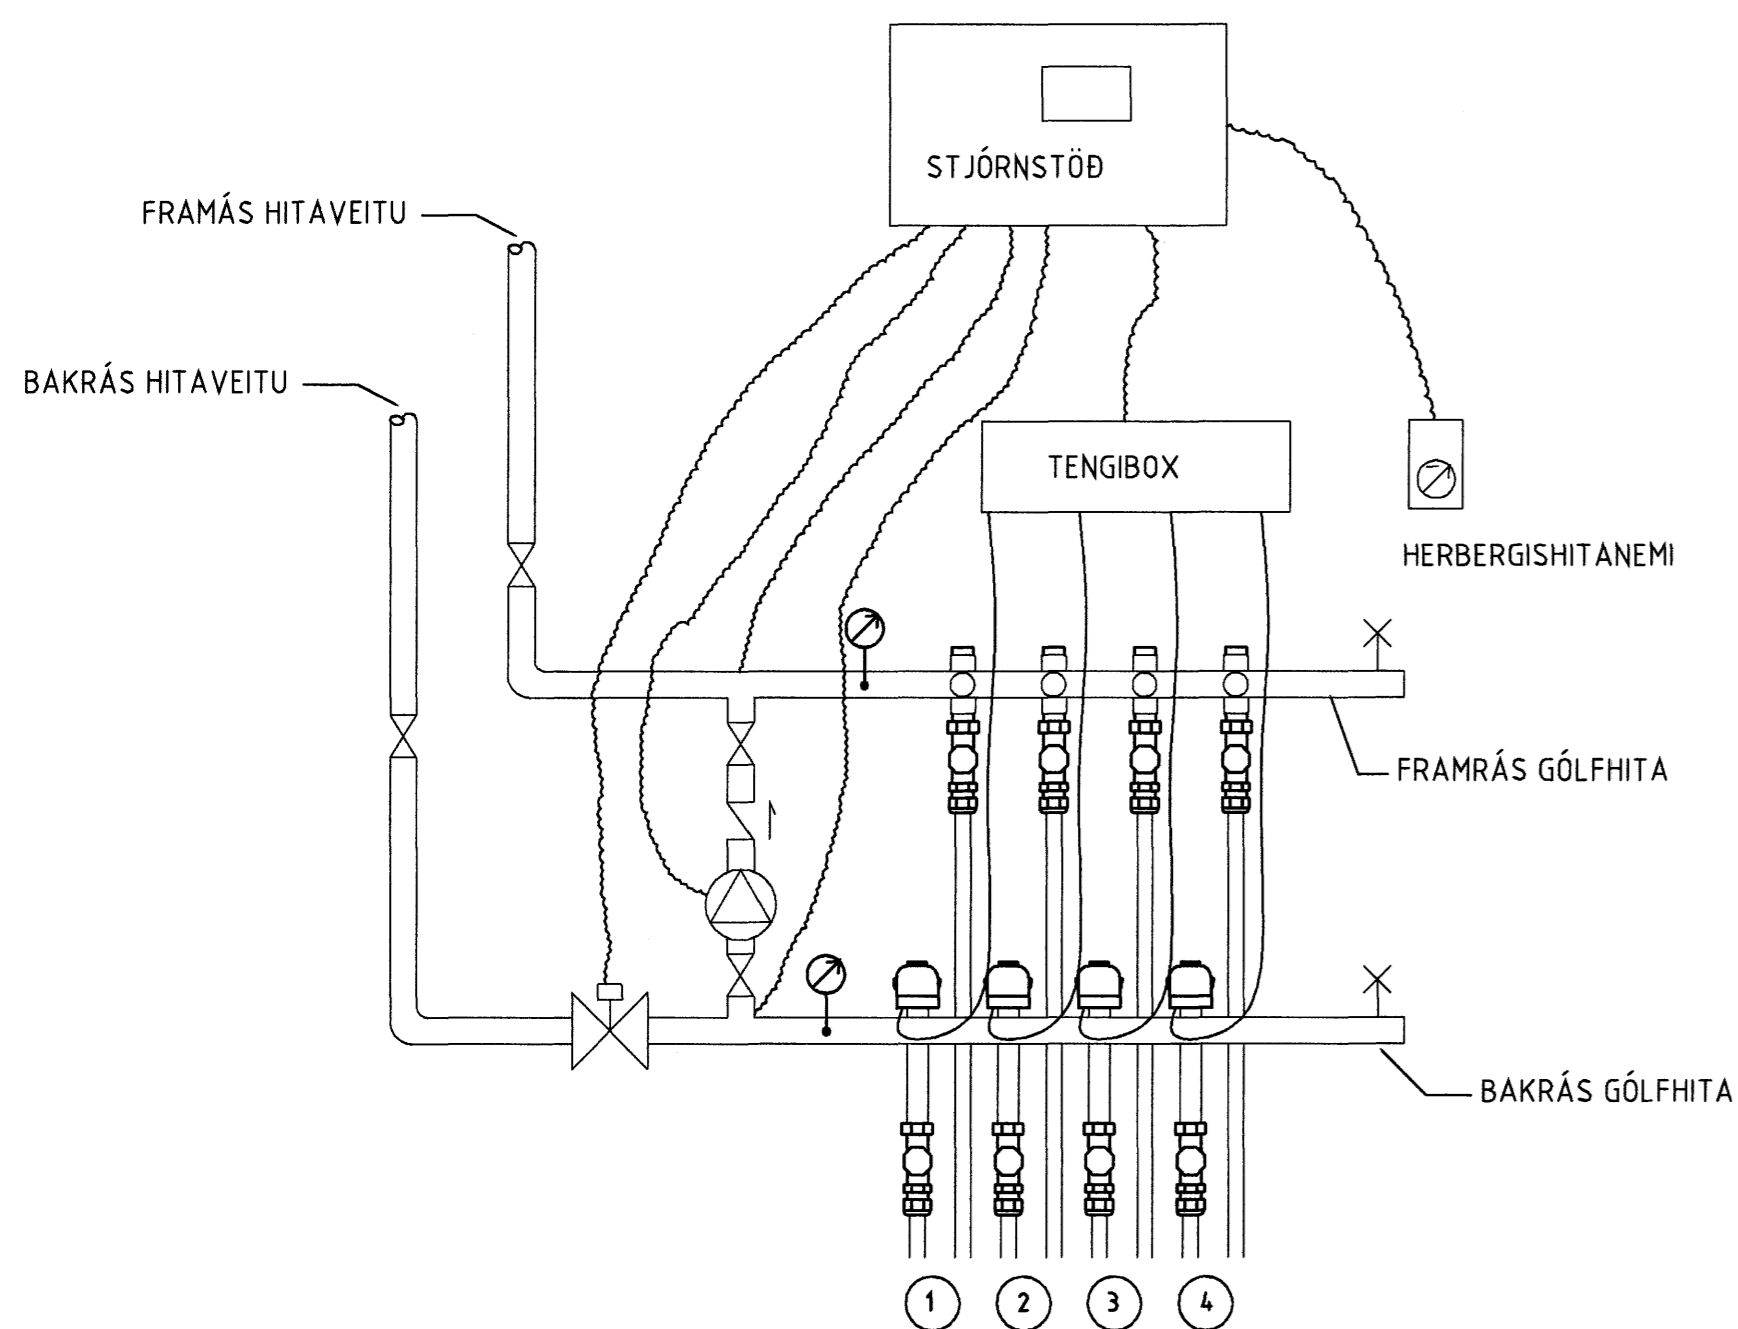 STJÓRNSTÖÐ
FRAMÁS HITAVEITU
BAKRÁS HITAVEITU
TENGIBOX
HERBERGISHITANEMI
FRAMRÁS GÓLFHITA
BAKRÁS GÓLFHITA
1 2 3 4